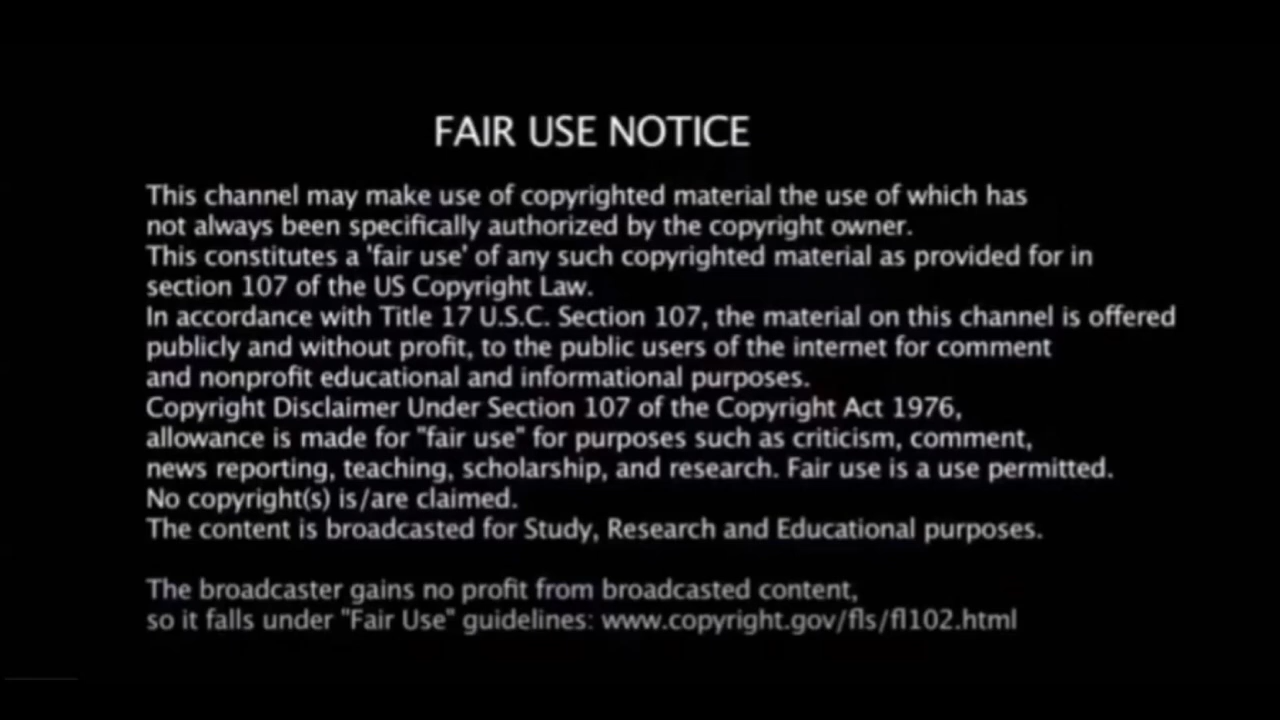 FAIR USE NOTICE
This channel may make use of copyrighted material the use of which has
not always been specifically authorized by the copyright owner.
This constitutes a 'fair use' of any such copyrighted material as provided for in
section 107 of the US Copyright Law.
In accordance with Title 17 U.S.C. Section 107, the material on this channel is offered
publicly and without profit, to the public users of the internet for comment
and nonprofit educational and informational purposes.
Copyright Disclaimer Under Section 107 of the Copyright Act 1976,
allowance is made for "fair use" for purposes such as criticism, comment,
news reporting, teaching, scholarship, and research. Fair use is a use permitted.
No copyright(s) is/are claimed.
The content is broadcasted for Study, Research and Educational purposes.
The broadcaster gains no profit from broadcasted content,
so it falls under "Fair Use" guidelines: www.copyright.gov/fls/fl102.html